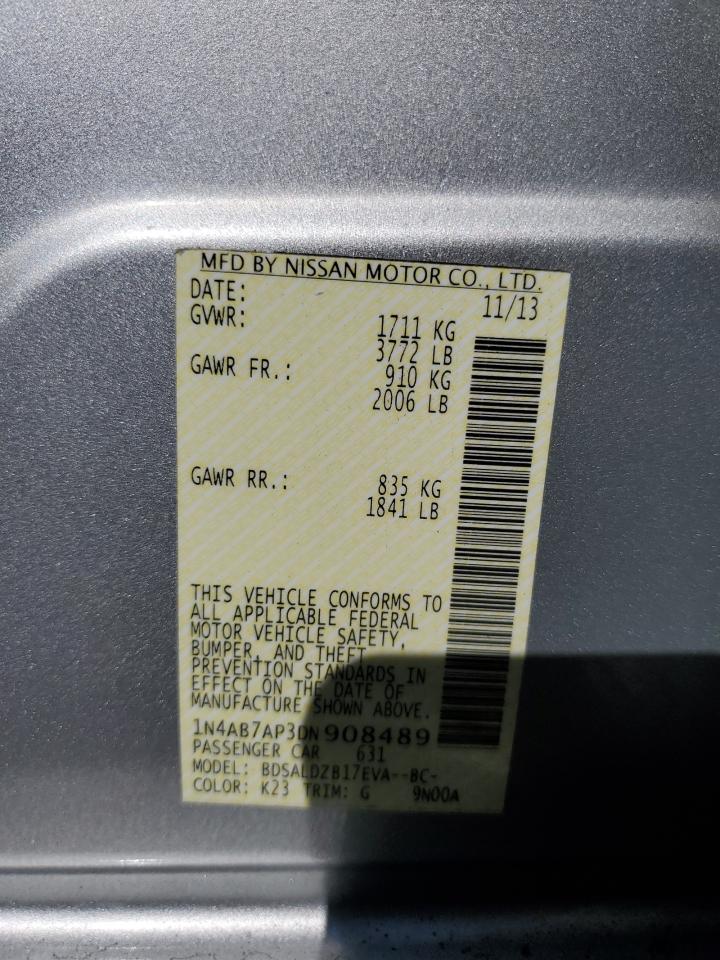 MFD BY NISSAN MOTOR CO., LTD.
DATE: 11/13
GVWR: 1711 KG
3772 LB
GAWR FR.: 910 KG
2006 LB
GAWR RR.: 835 KG
1841 LB
THIS VEHICLE CONFORMS TO
ALL APPLICABLE FEDERAL
MOTOR VEHICLE SAFETY,
BUMPER, AND THEFT
PREVENTION STANDARDS IN
EFFECT ON THE DATE OF
MANUFACTURE SHOWN ABOVE.
1N4AB7AP3DN908489
PASSENGER CAR 631
MODEL: BDSALDZB17EVA--BC-
COLOR: K23 TRIM: G 9N00A